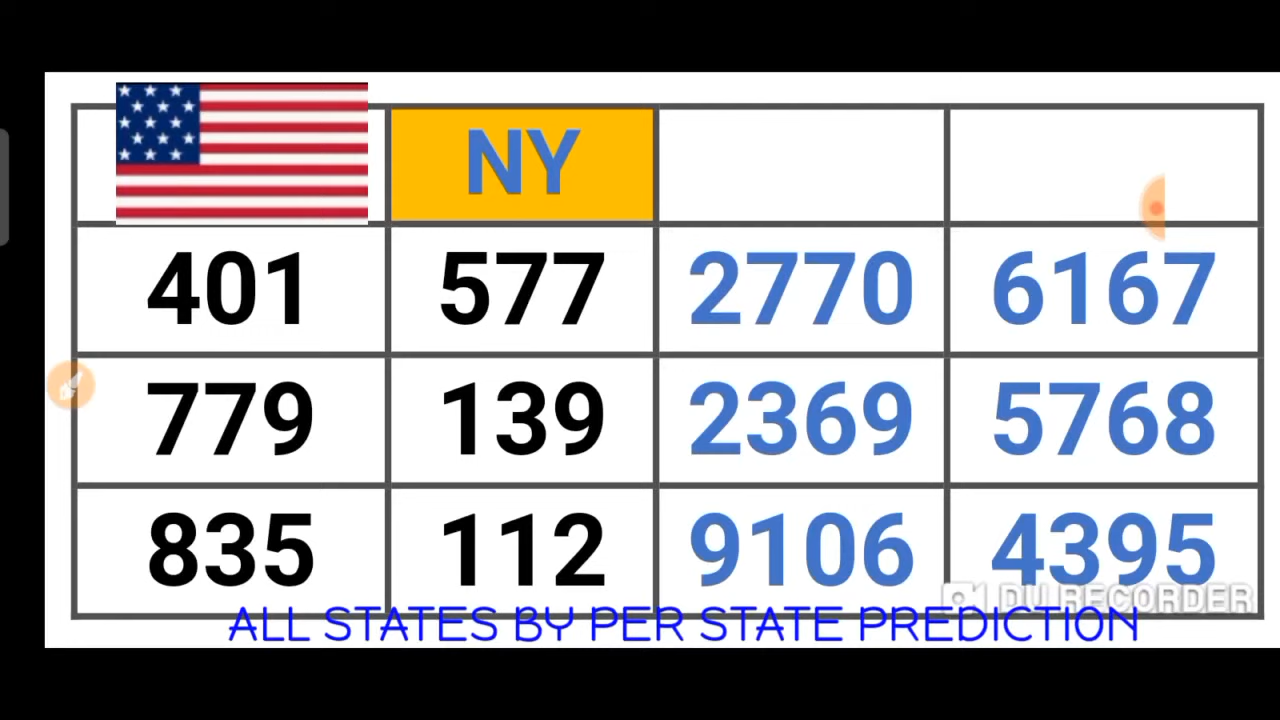 NY
401 577 2770 6167
779 139 2369 5768
835 112 9106 4395
DU RECORDER
ALL STATES BY PER STATE PREDICTION